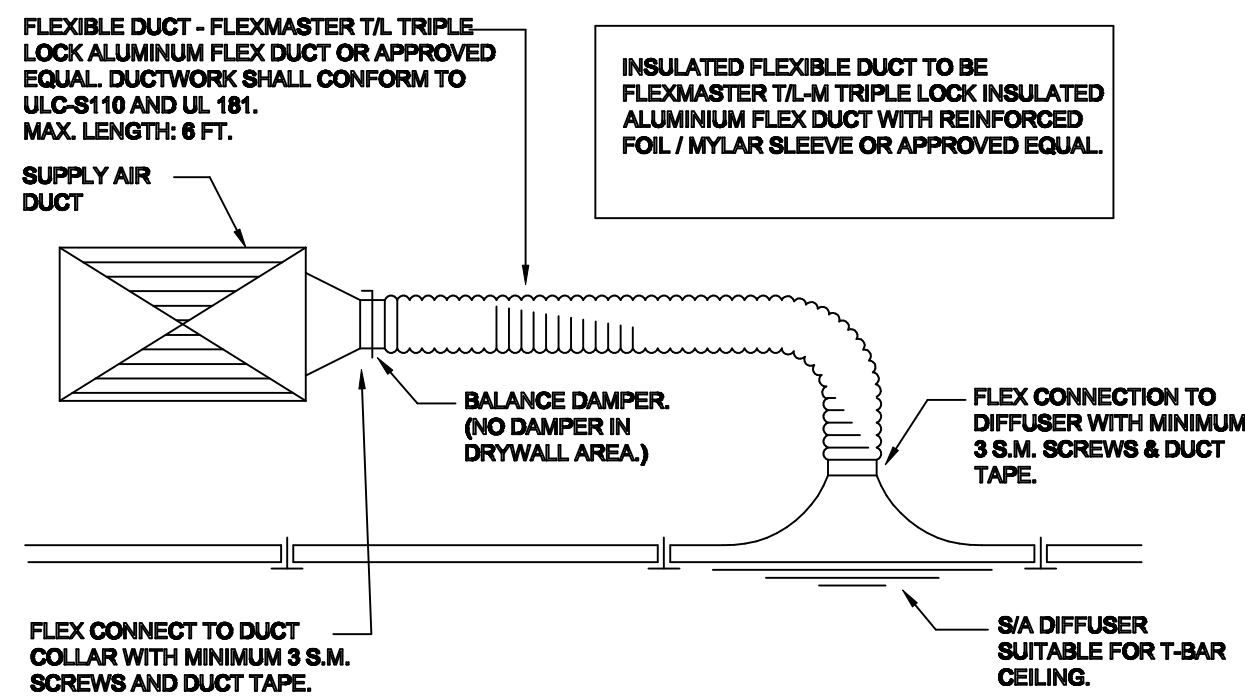 FLEXIBLE DUCT - FLEXMASTER T/L TRIPLE
LOCK ALUMINUM FLEX DUCT OR APPROVED
EQUAL. DUCTWORK SHALL CONFORM TO
ULC-S110 AND UL 181.
MAX. LENGTH: 6 FT.
INSULATED FLEXIBLE DUCT TO BE
FLEXMASTER T/L-M TRIPLE LOCK INSULATED
ALUMINIUM FLEX DUCT WITH REINFORCED
FOIL / MYLAR SLEEVE OR APPROVED EQUAL.
SUPPLY AIR
DUCT
BALANCE DAMPER.
(NO DAMPER IN
DRYWALL AREA.)
FLEX CONNECTION TO
DIFFUSER WITH MINIMUM
3 S.M. SCREWS & DUCT
TAPE.
FLEX CONNECT TO DUCT
COLLAR WITH MINIMUM 3 S.M.
SCREWS AND DUCT TAPE.
S/A DIFFUSER
SUITABLE FOR T-BAR
CEILING.